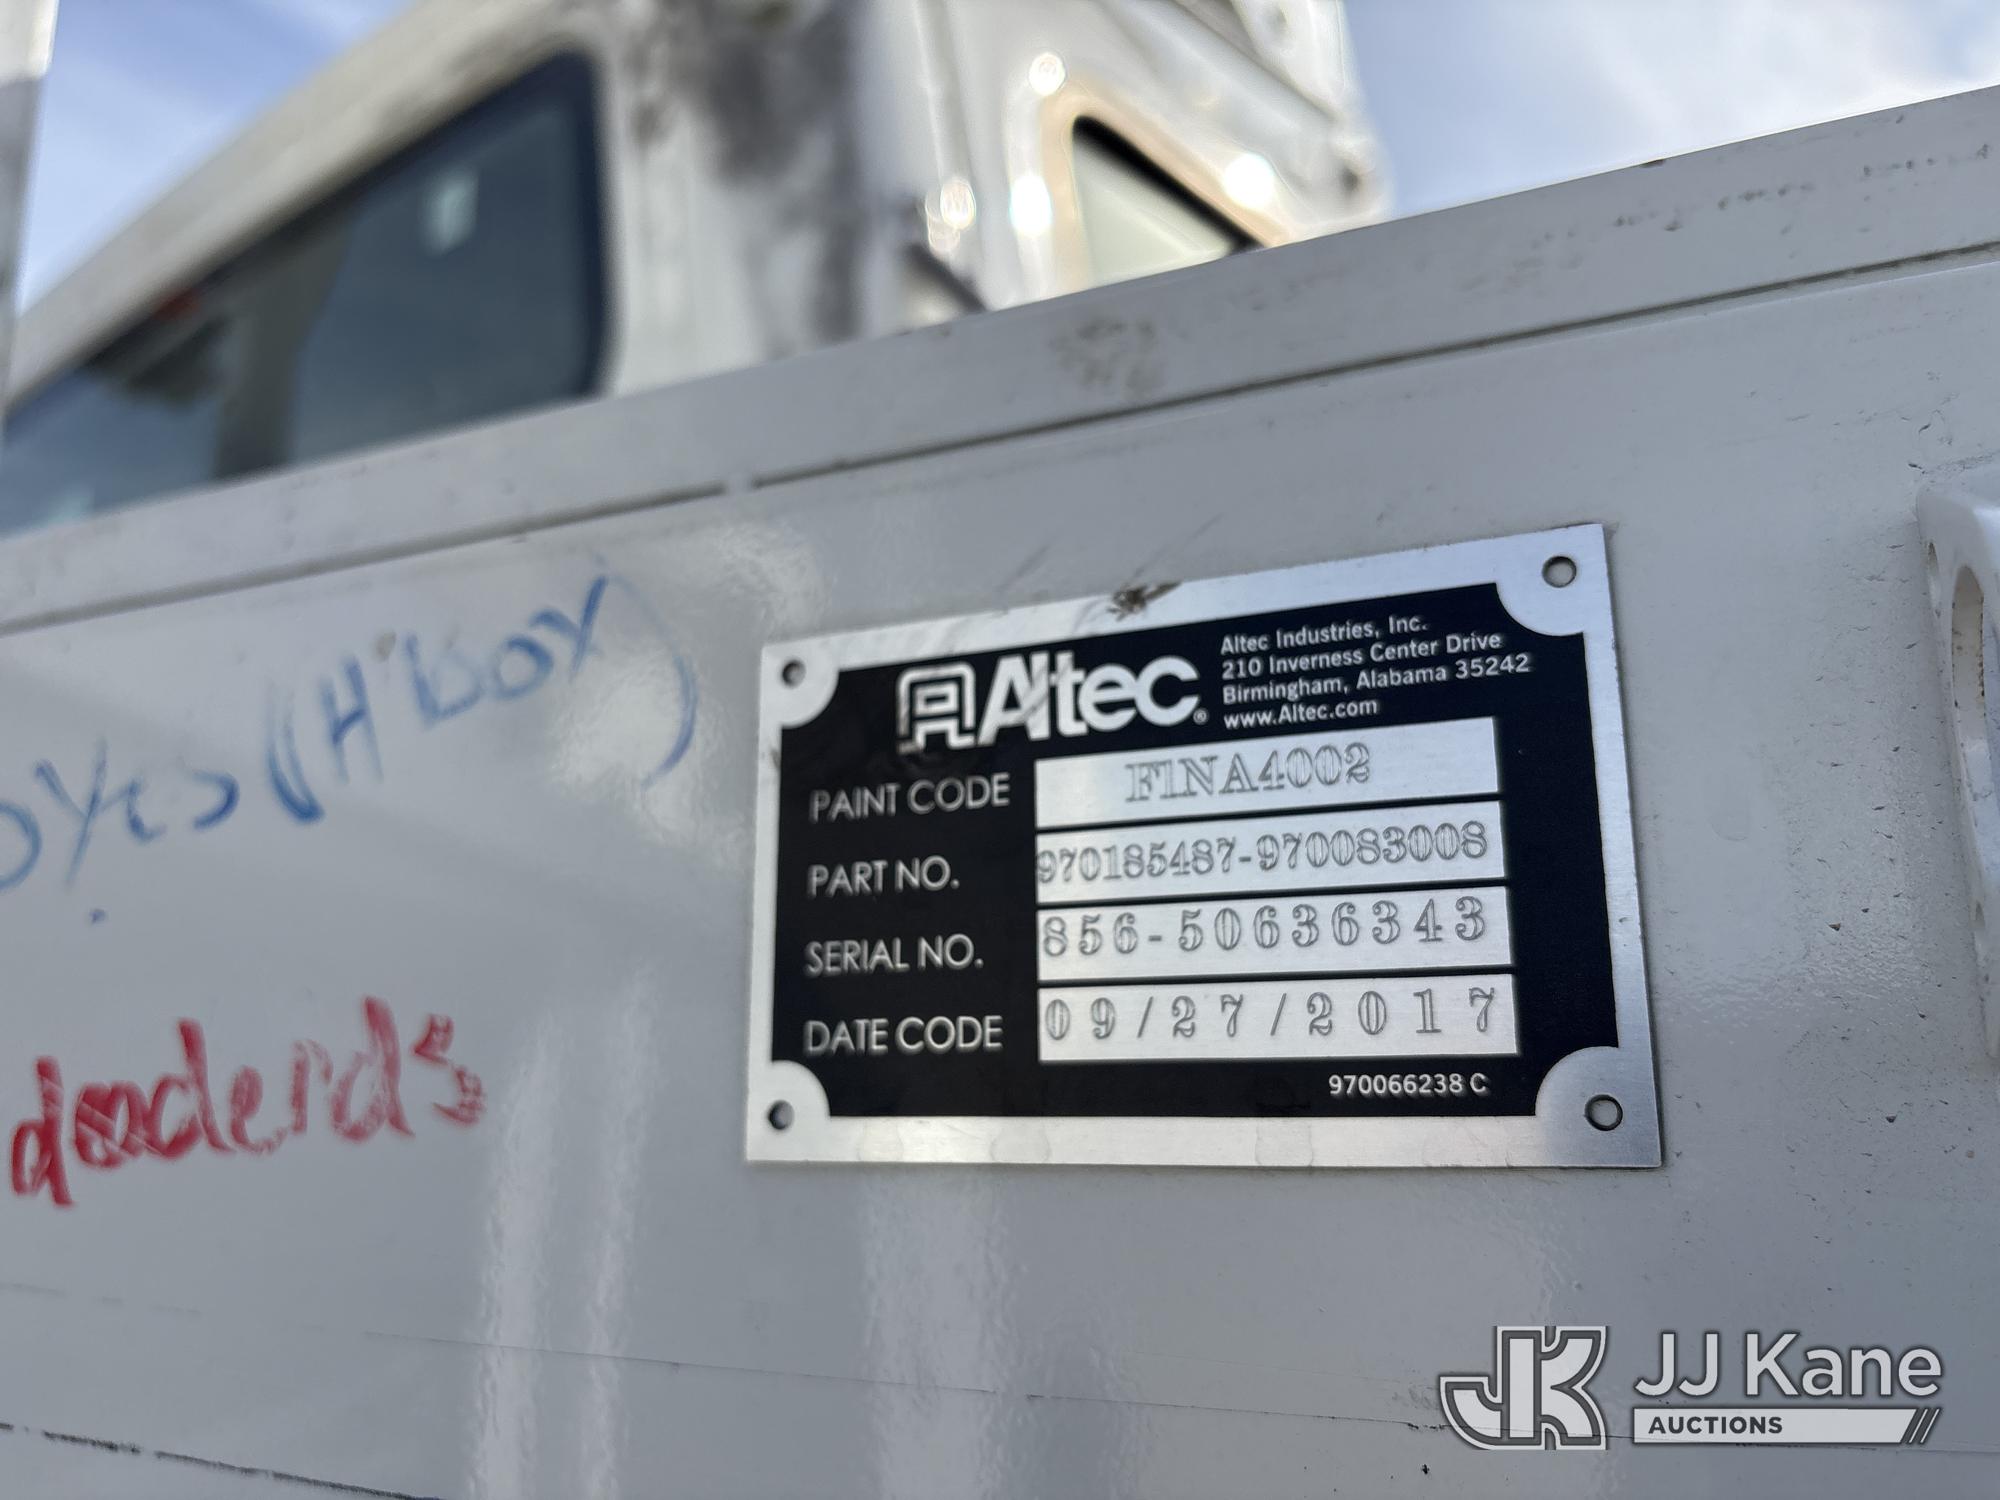 Altec®
Altec Industries, Inc.
210 Inverness Center Drive
Birmingham, Alabama 35242
www.Altec.com
PAINT CODE F1NA4002
PART NO. 970185487-970083008
SERIAL NO. 856-50636343
DATE CODE 09/27/2017
970066238 C
box)
JJ Kane
AUCTIONS